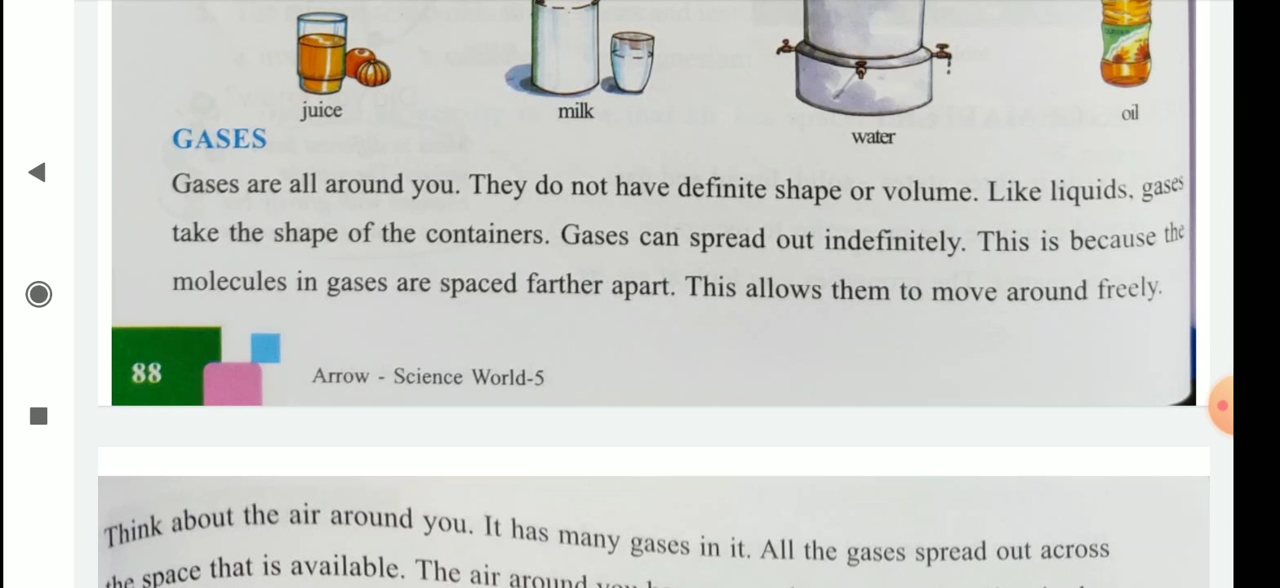 juice
milk
oil
water
GASES
Gases are all around you. They do not have definite shape or volume. Like liquids, gases
take the shape of the containers. Gases can spread out indefinitely. This is because the
molecules in gases are spaced farther apart. This allows them to move around freely.
88
Arrow - Science World-5
Think about the air around you. It has many gases in it. All the gases spread out across
the space that is available. The air around